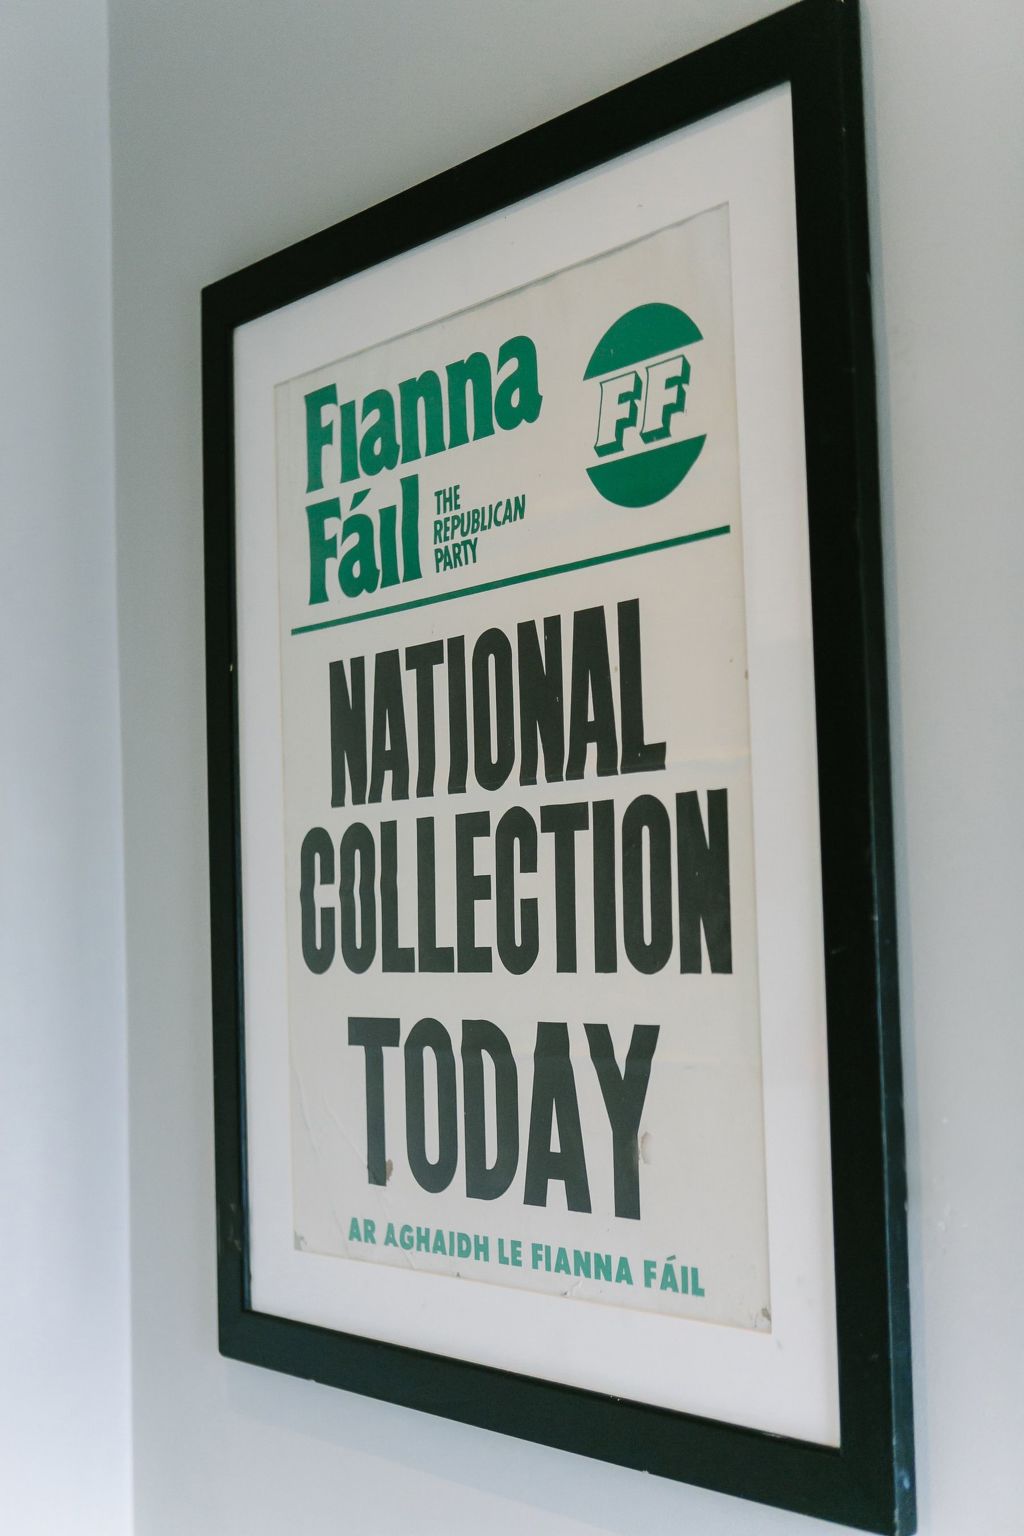 Fianna
Fáil
THE
REPUBLICAN
PARTY
FF
NATIONAL
COLLECTION
TODAY
AR AGHAIDH LE FIANNA FÁIL